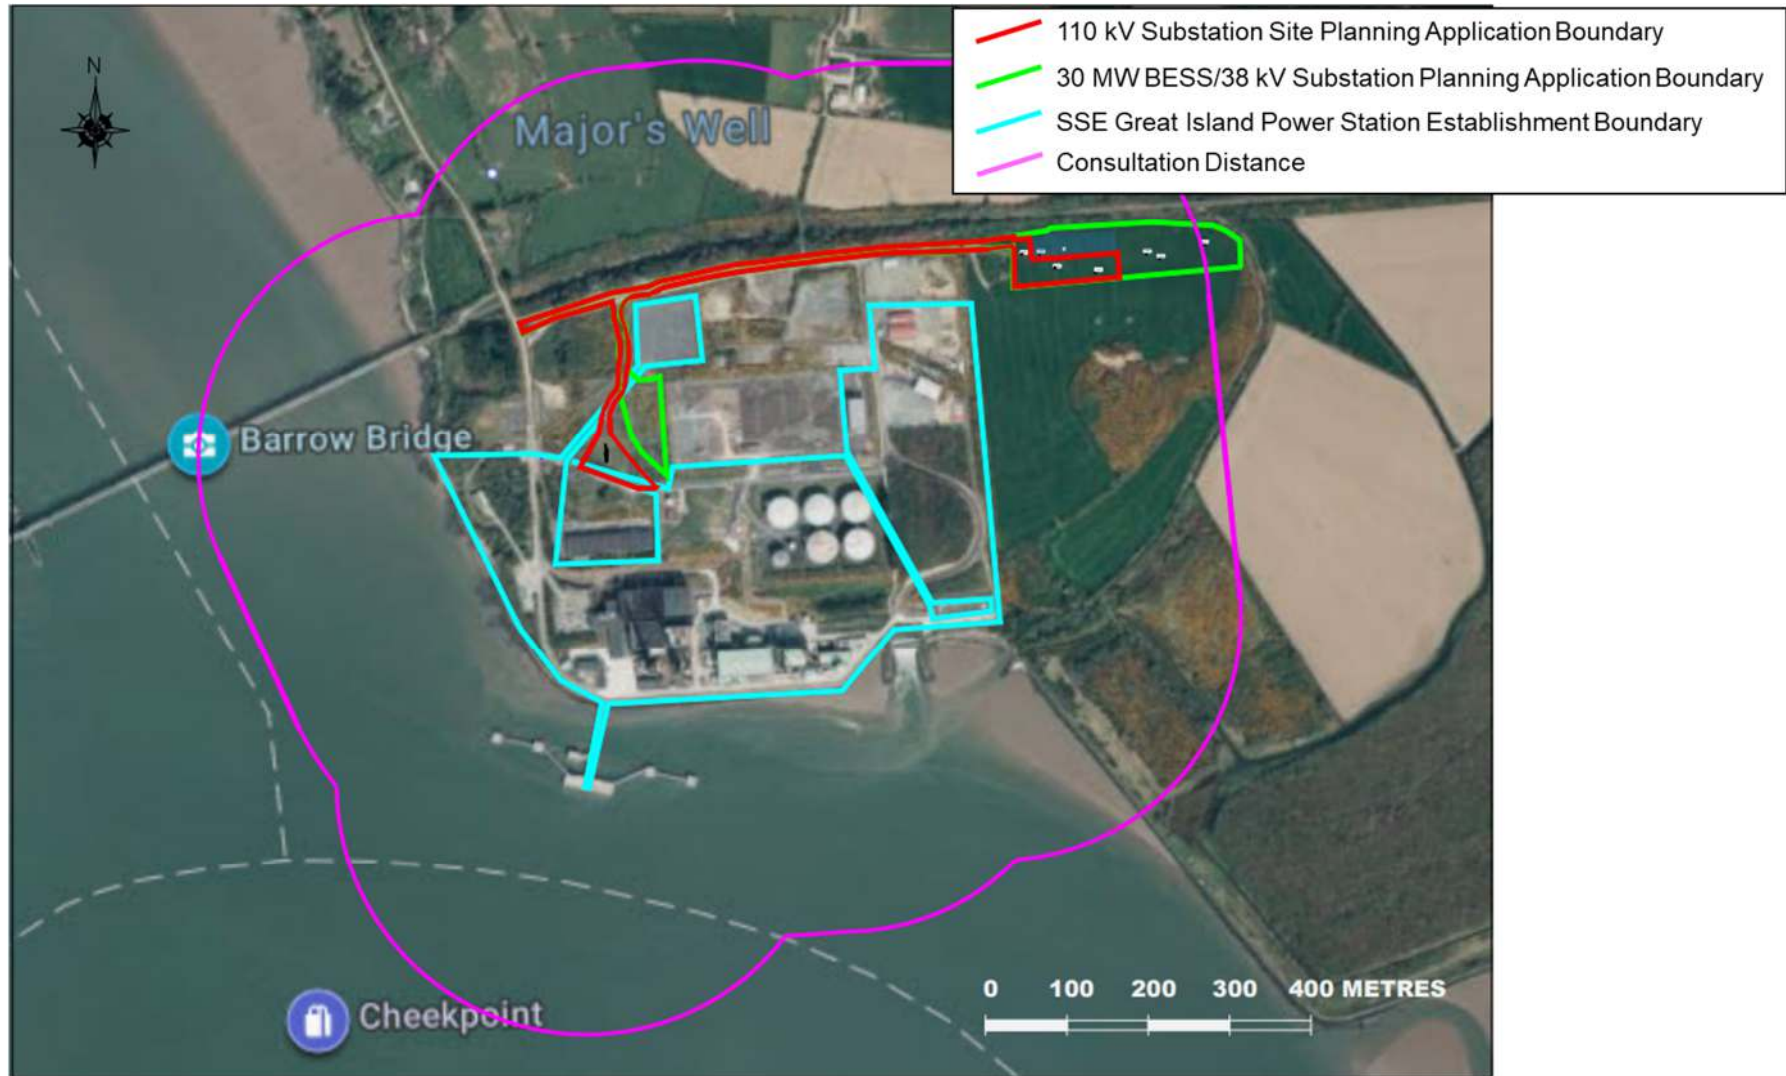 N
110 kV Substation Site Planning Application Boundary
30 MW BESS/38 kV Substation Planning Application Boundary
SSE Great Island Power Station Establishment Boundary
Consultation Distance
Major's Well
Barrow Bridge
Cheekpoint
0 100 200 300 400 METRES